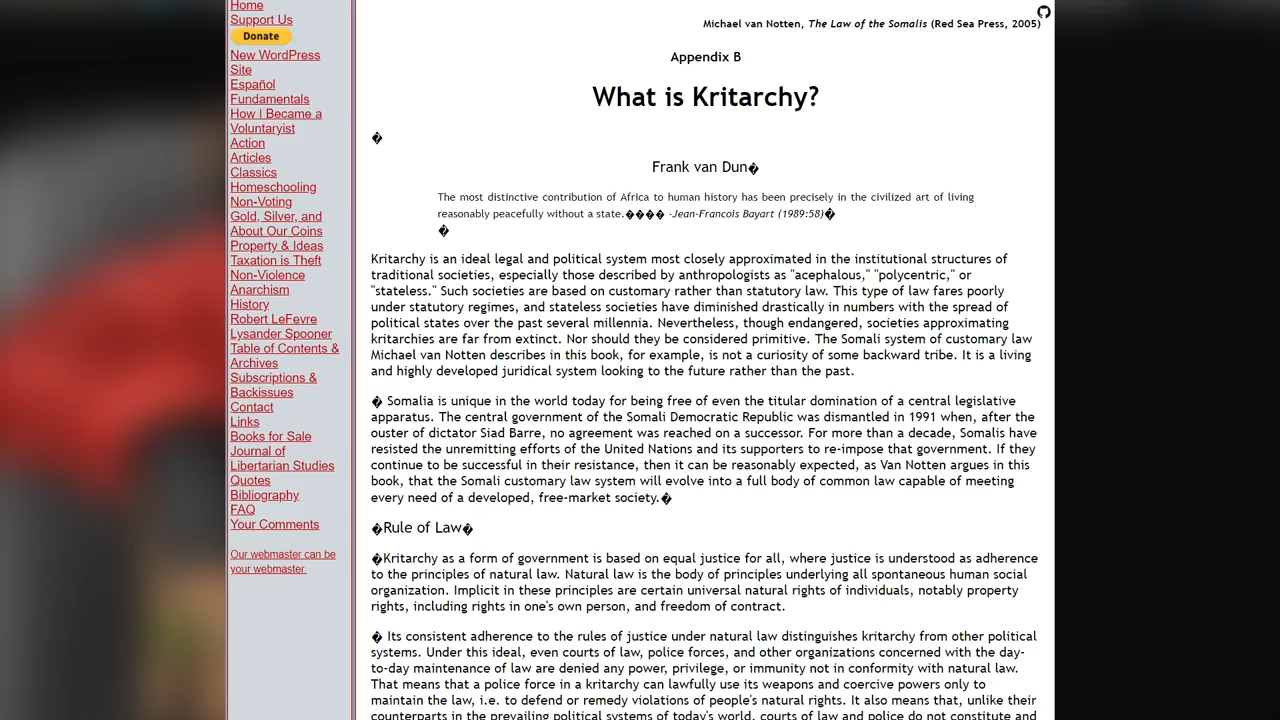 Home
Support Us
Donate
New WordPress
Site
Español
Fundamentals
How I Became a
Voluntaryist
Action
Articles
Classics
Homeschooling
Non-Voting
Gold, Silver, and
About Our Coins
Property & Ideas
Taxation is Theft
Non-Violence
Anarchism
History
Robert LeFevre
Lysander Spooner
Table of Contents &
Archives
Subscriptions &
Backissues
Contact
Links
Books for Sale
Journal of
Libertarian Studies
Quotes
Bibliography
FAQ
Your Comments
Our webmaster can be
your webmaster.
Michael van Notten, The Law of the Somalis (Red Sea Press, 2005)
Appendix B
What is Kritarchy?
�
Frank van Dun�
The most distinctive contribution of Africa to human history has been precisely in the civilized art of living
reasonably peacefully without a state.���� -Jean-Francois Bayart (1989:58)�
�
Kritarchy is an ideal legal and political system most closely approximated in the institutional structures of
traditional societies, especially those described by anthropologists as "acephalous," "polycentric," or
"stateless." Such societies are based on customary rather than statutory law. This type of law fares poorly
under statutory regimes, and stateless societies have diminished drastically in numbers with the spread of
political states over the past several millennia. Nevertheless, though endangered, societies approximating
kritarchies are far from extinct. Nor should they be considered primitive. The Somali system of customary law
Michael van Notten describes in this book, for example, is not a curiosity of some backward tribe. It is a living
and highly developed juridical system looking to the future rather than the past.
� Somalia is unique in the world today for being free of even the titular domination of a central legislative
apparatus. The central government of the Somali Democratic Republic was dismantled in 1991 when, after the
ouster of dictator Siad Barre, no agreement was reached on a successor. For more than a decade, Somalis have
resisted the unremitting efforts of the United Nations and its supporters to re-impose that government. If they
continue to be successful in their resistance, then it can be reasonably expected, as Van Notten argues in this
book, that the Somali customary law system will evolve into a full body of common law capable of meeting
every need of a developed, free-market society.�
�Rule of Law�
�Kritarchy as a form of government is based on equal justice for all, where justice is understood as adherence
to the principles of natural law. Natural law is the body of principles underlying all spontaneous human social
organization. Implicit in these principles are certain universal natural rights of individuals, notably property
rights, including rights in one's own person, and freedom of contract.
� Its consistent adherence to the rules of justice under natural law distinguishes kritarchy from other political
systems. Under this ideal, even courts of law, police forces, and other organizations concerned with the day-
to-day maintenance of law are denied any power, privilege, or immunity not in conformity with natural law.
That means that a police force in a kritarchy can lawfully use its weapons and coercive powers only to
maintain the law, i.e. to defend or remedy violations of people's natural rights. It also means that, unlike their
counterparts in the prevailing political systems of today's world, courts of law and police do not constitute and